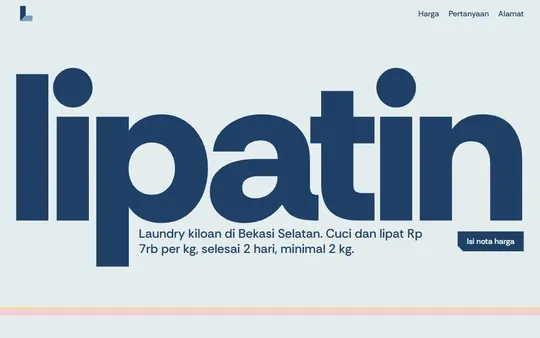 Harga Pertanyaan Alamat
lipatin
Laundry kiloan di Bekasi Selatan. Cuci dan lipat Rp
7rb per kg, selesai 2 hari, minimal 2 kg.
Isi nota harga